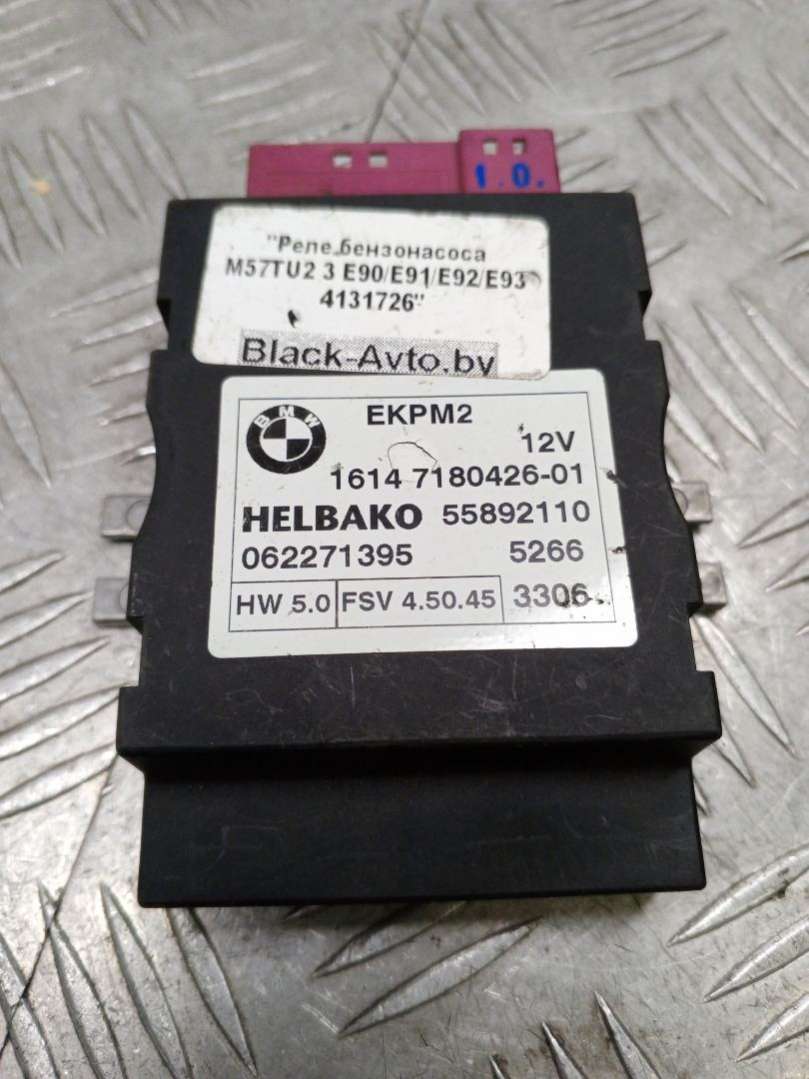 1.0.
"Реле бензонасоса
M57TU2 3 E90/E91/E92/E93
4131726"
Black-Avto.by
BMW
EKPM2
12V
1614 7180426-01
HELBAKO 55892110
062271395 5266
HW 5.0 FSV 4.50.45 3306